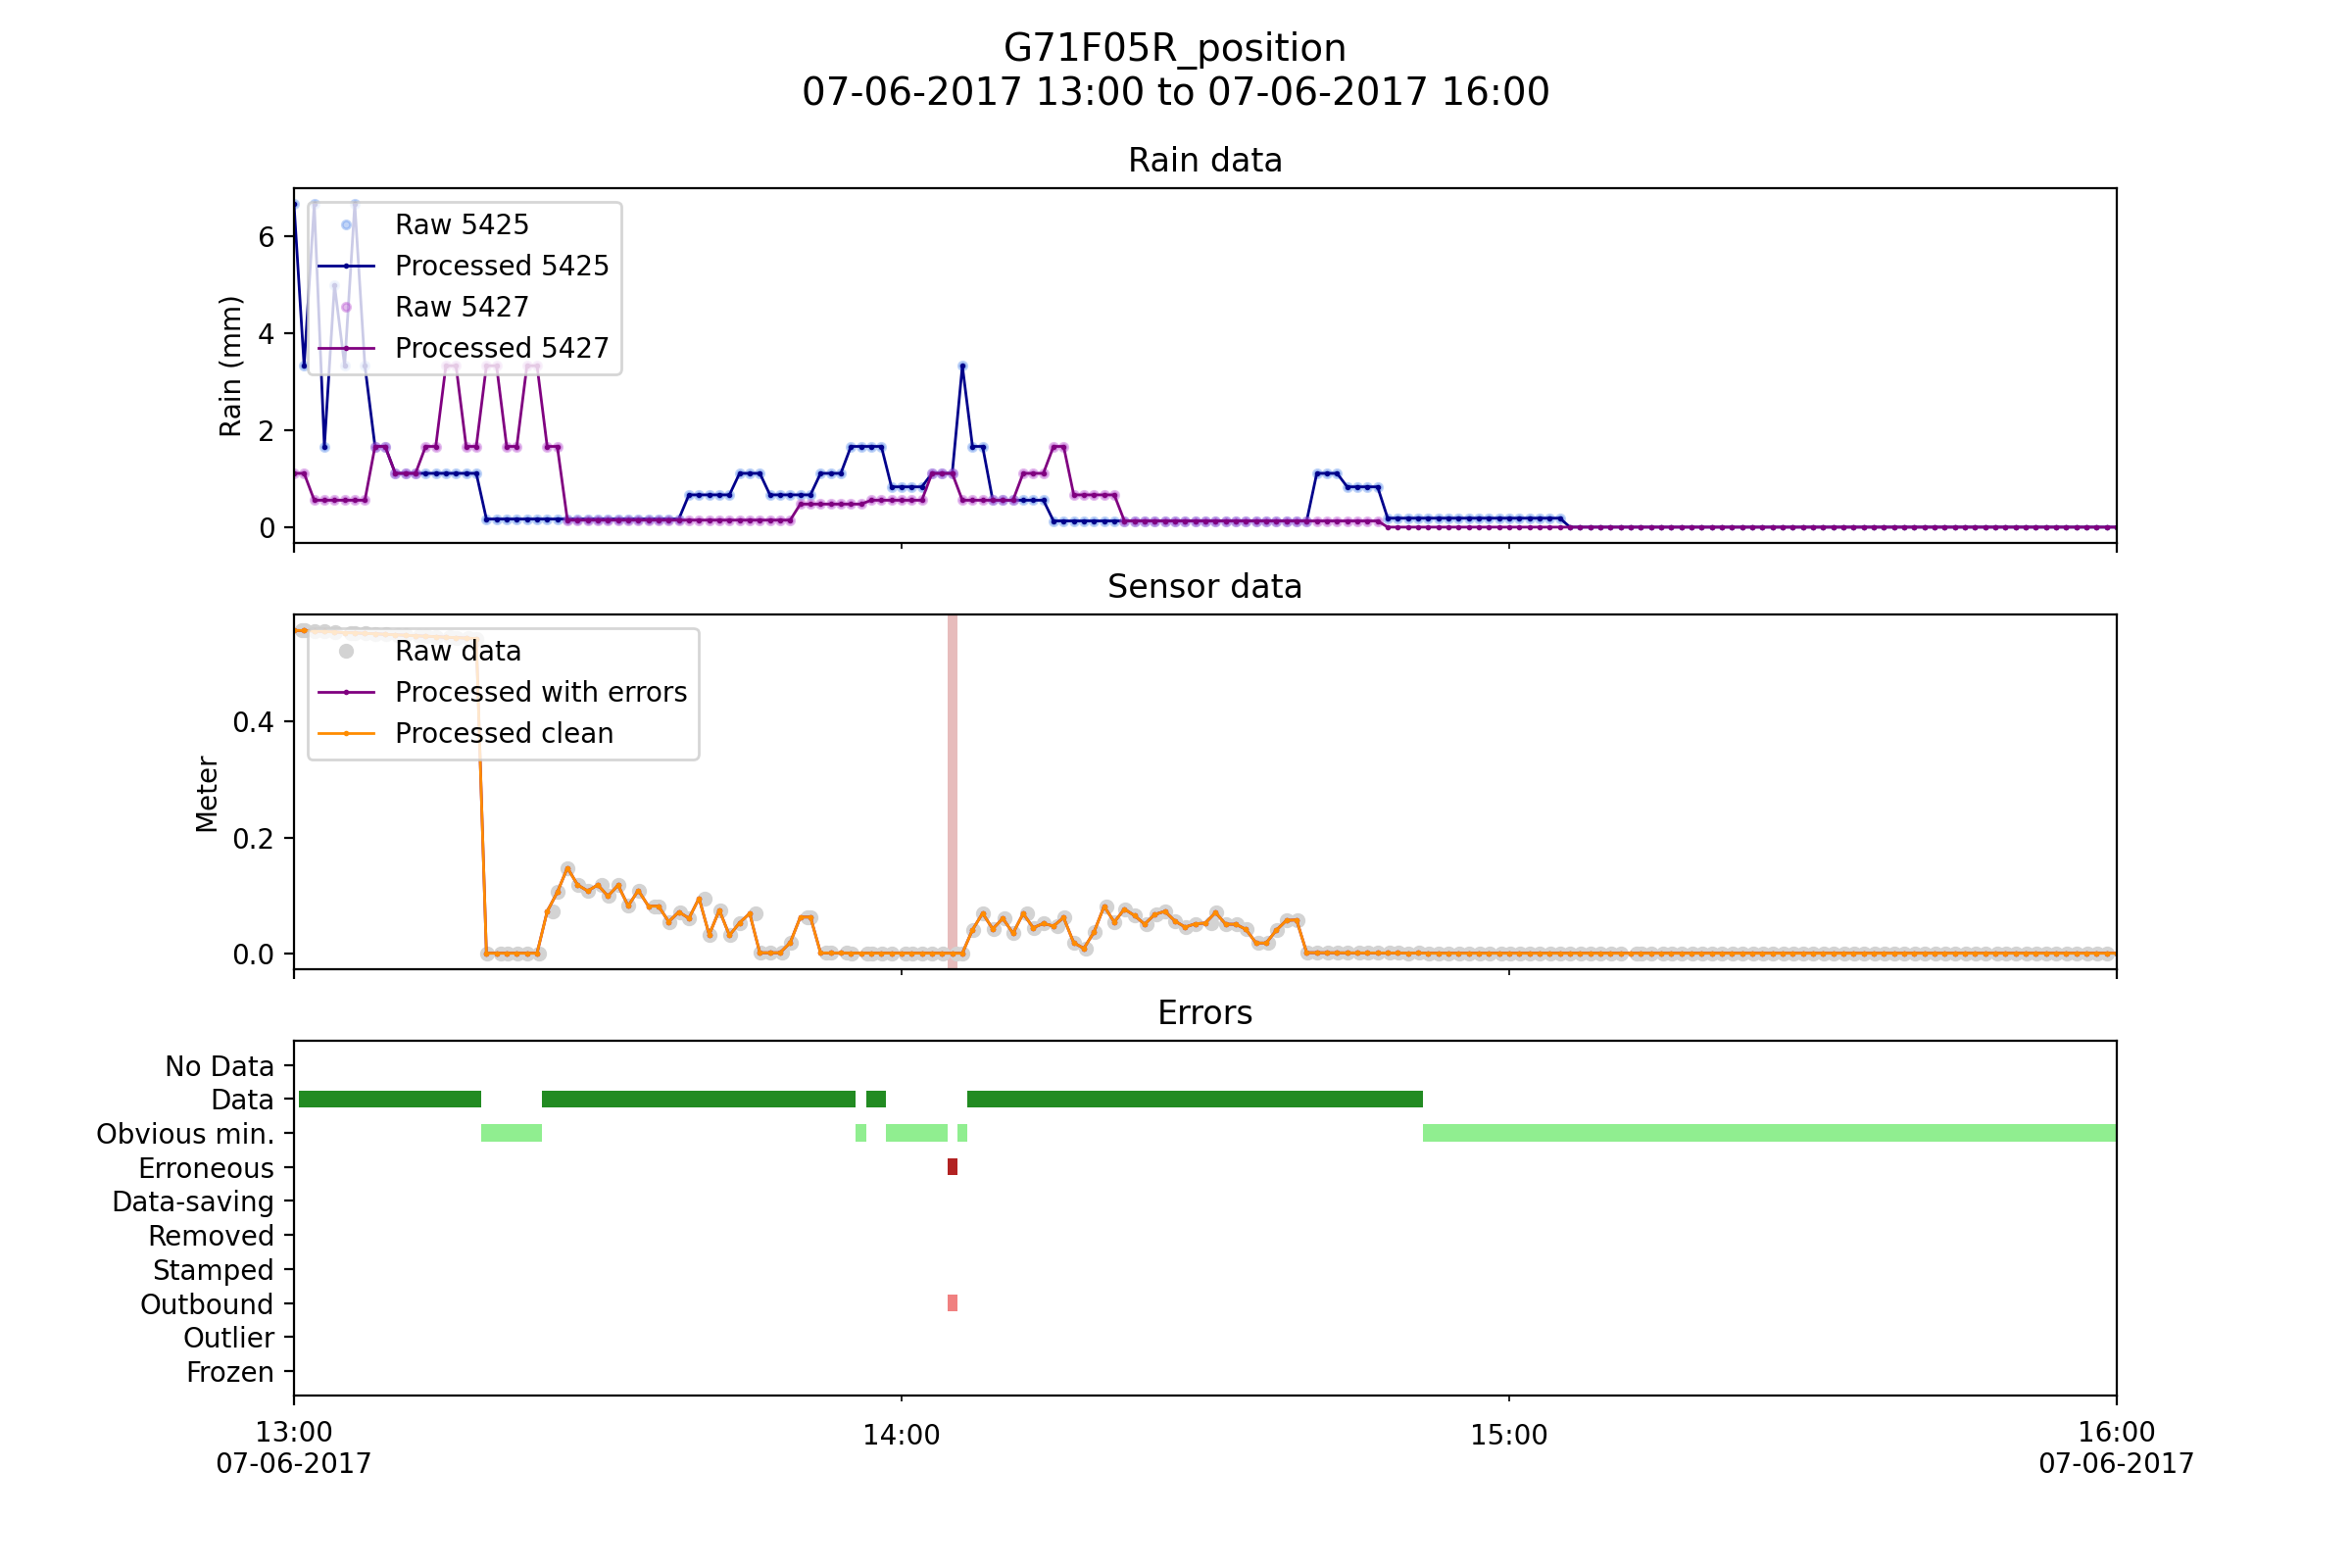 G71F05R_position
07-06-2017 13:00 to 07-06-2017 16:00
Rain data
Rain (mm)
6
4
2
0
Raw 5425
Processed 5425
Raw 5427
Processed 5427
Sensor data
Meter
0.4
0.2
0.0
Raw data
Processed with errors
Processed clean
Errors
No Data
Data
Obvious min.
Erroneous
Data-saving
Removed
Stamped
Outbound
Outlier
Frozen
13:00
07-06-2017
14:00
15:00
16:00
07-06-2017